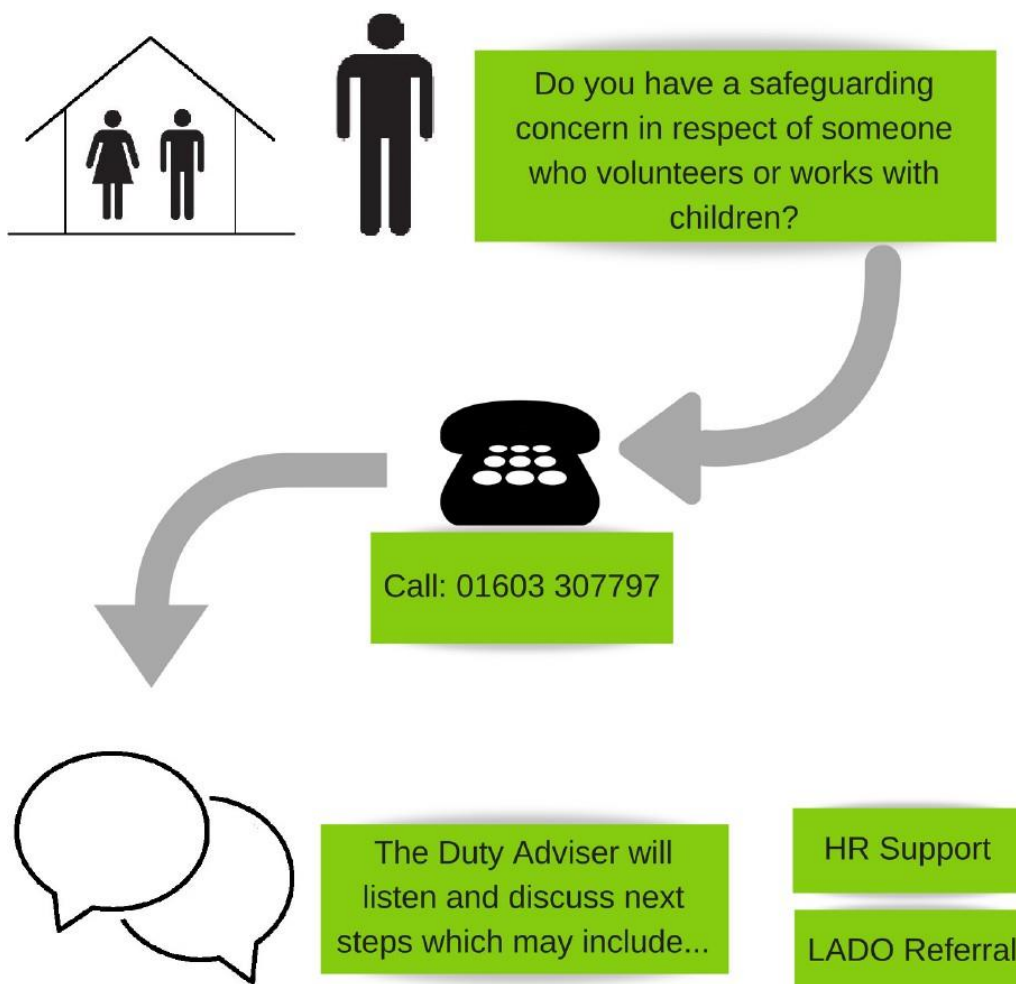 Do you have a safeguarding
concern in respect of someone
who volunteers or works with
children?
Call: 01603 307797
The Duty Adviser will
listen and discuss next
steps which may include...
HR Support
LADO Referral